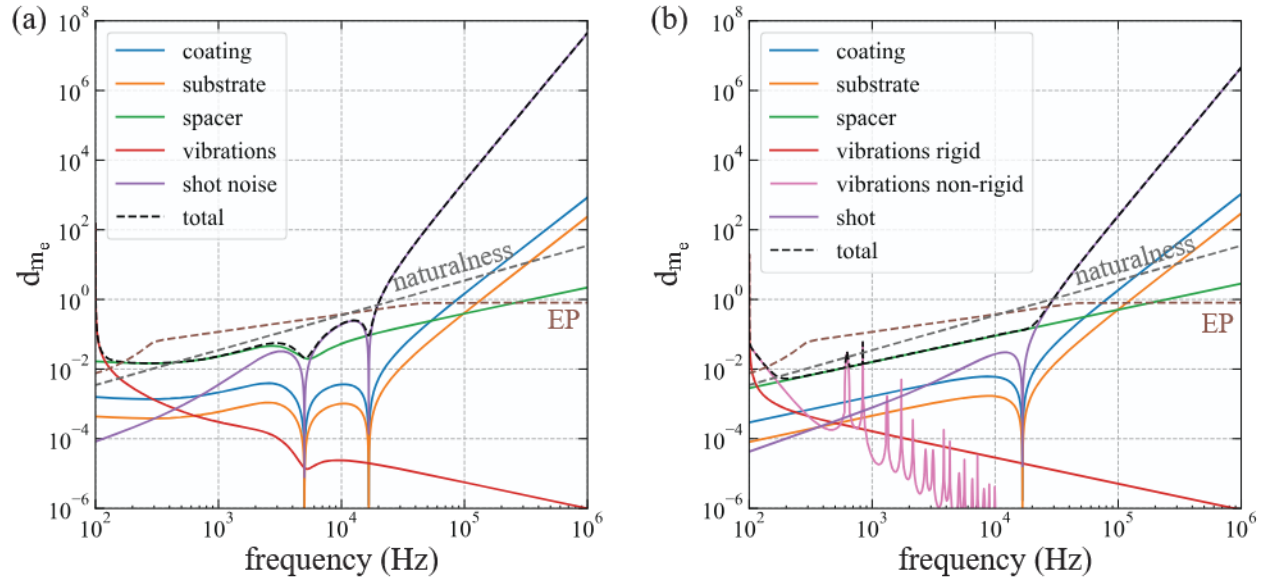 (a)
10^8
10^6
10^4
10^2
10^0
10^-2
10^-4
10^-6
d_m_e
coating
substrate
spacer
vibrations
shot noise
total
naturalness
EP
10^2
10^3
10^4
10^5
10^6
frequency (Hz)
(b)
10^8
10^6
10^4
10^2
10^0
10^-2
10^-4
10^-6
d_m_e
coating
substrate
spacer
vibrations rigid
vibrations non-rigid
shot
total
naturalness
EP
10^2
10^3
10^4
10^5
10^6
frequency (Hz)